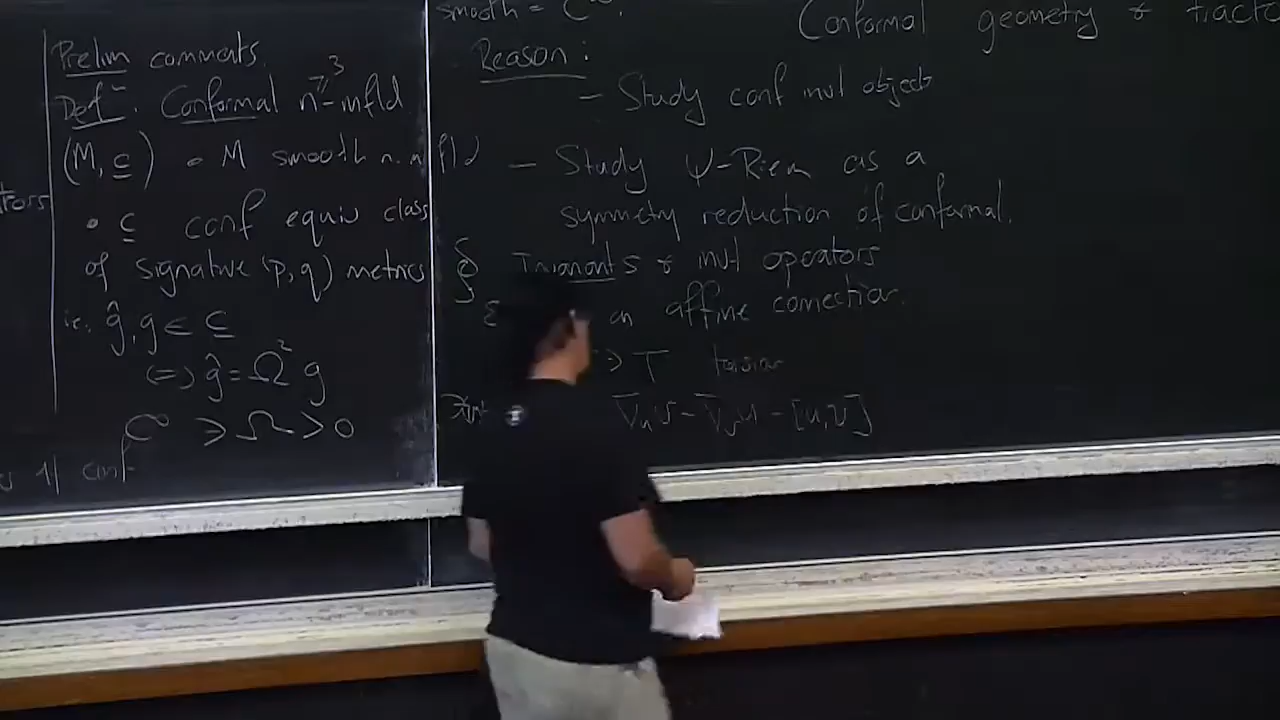 Prelim comments.
Defⁿ. Conformal n≥3-mfld
(M, c) • M smooth n-mfld
• c conf equiv class
of signature (p,q) metrics
i.e. ĝ, g ∈ c
⟺ ĝ = Ω² g
C^∞ ∋ Ω > 0
smooth = C^∞.
Conformal geometry &
Reason:
– Study conf invt objects
– Study ψ-Riem as a
symmetry reduction of conformal.
§ Invariants & invt operators
an affine connection.
T torsion
∇_u v - ∇_v u - [u,v]